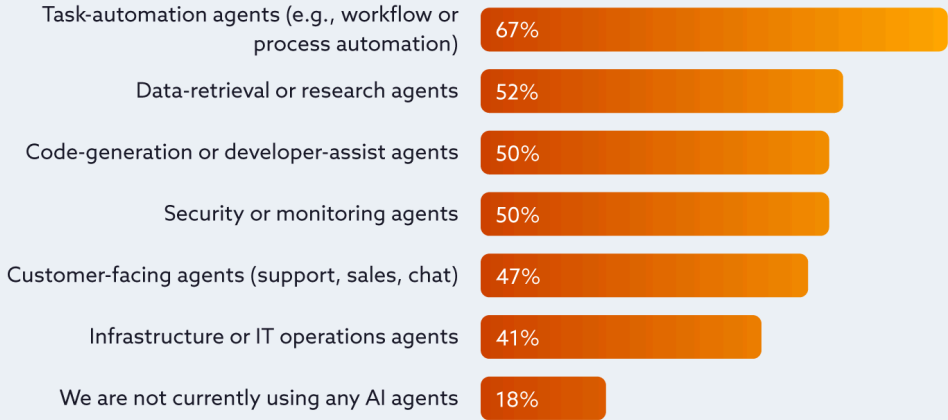 Task-automation agents (e.g., workflow or
process automation)
67%
Data-retrieval or research agents
52%
Code-generation or developer-assist agents
50%
Security or monitoring agents
50%
Customer-facing agents (support, sales, chat)
47%
Infrastructure or IT operations agents
41%
We are not currently using any AI agents
18%